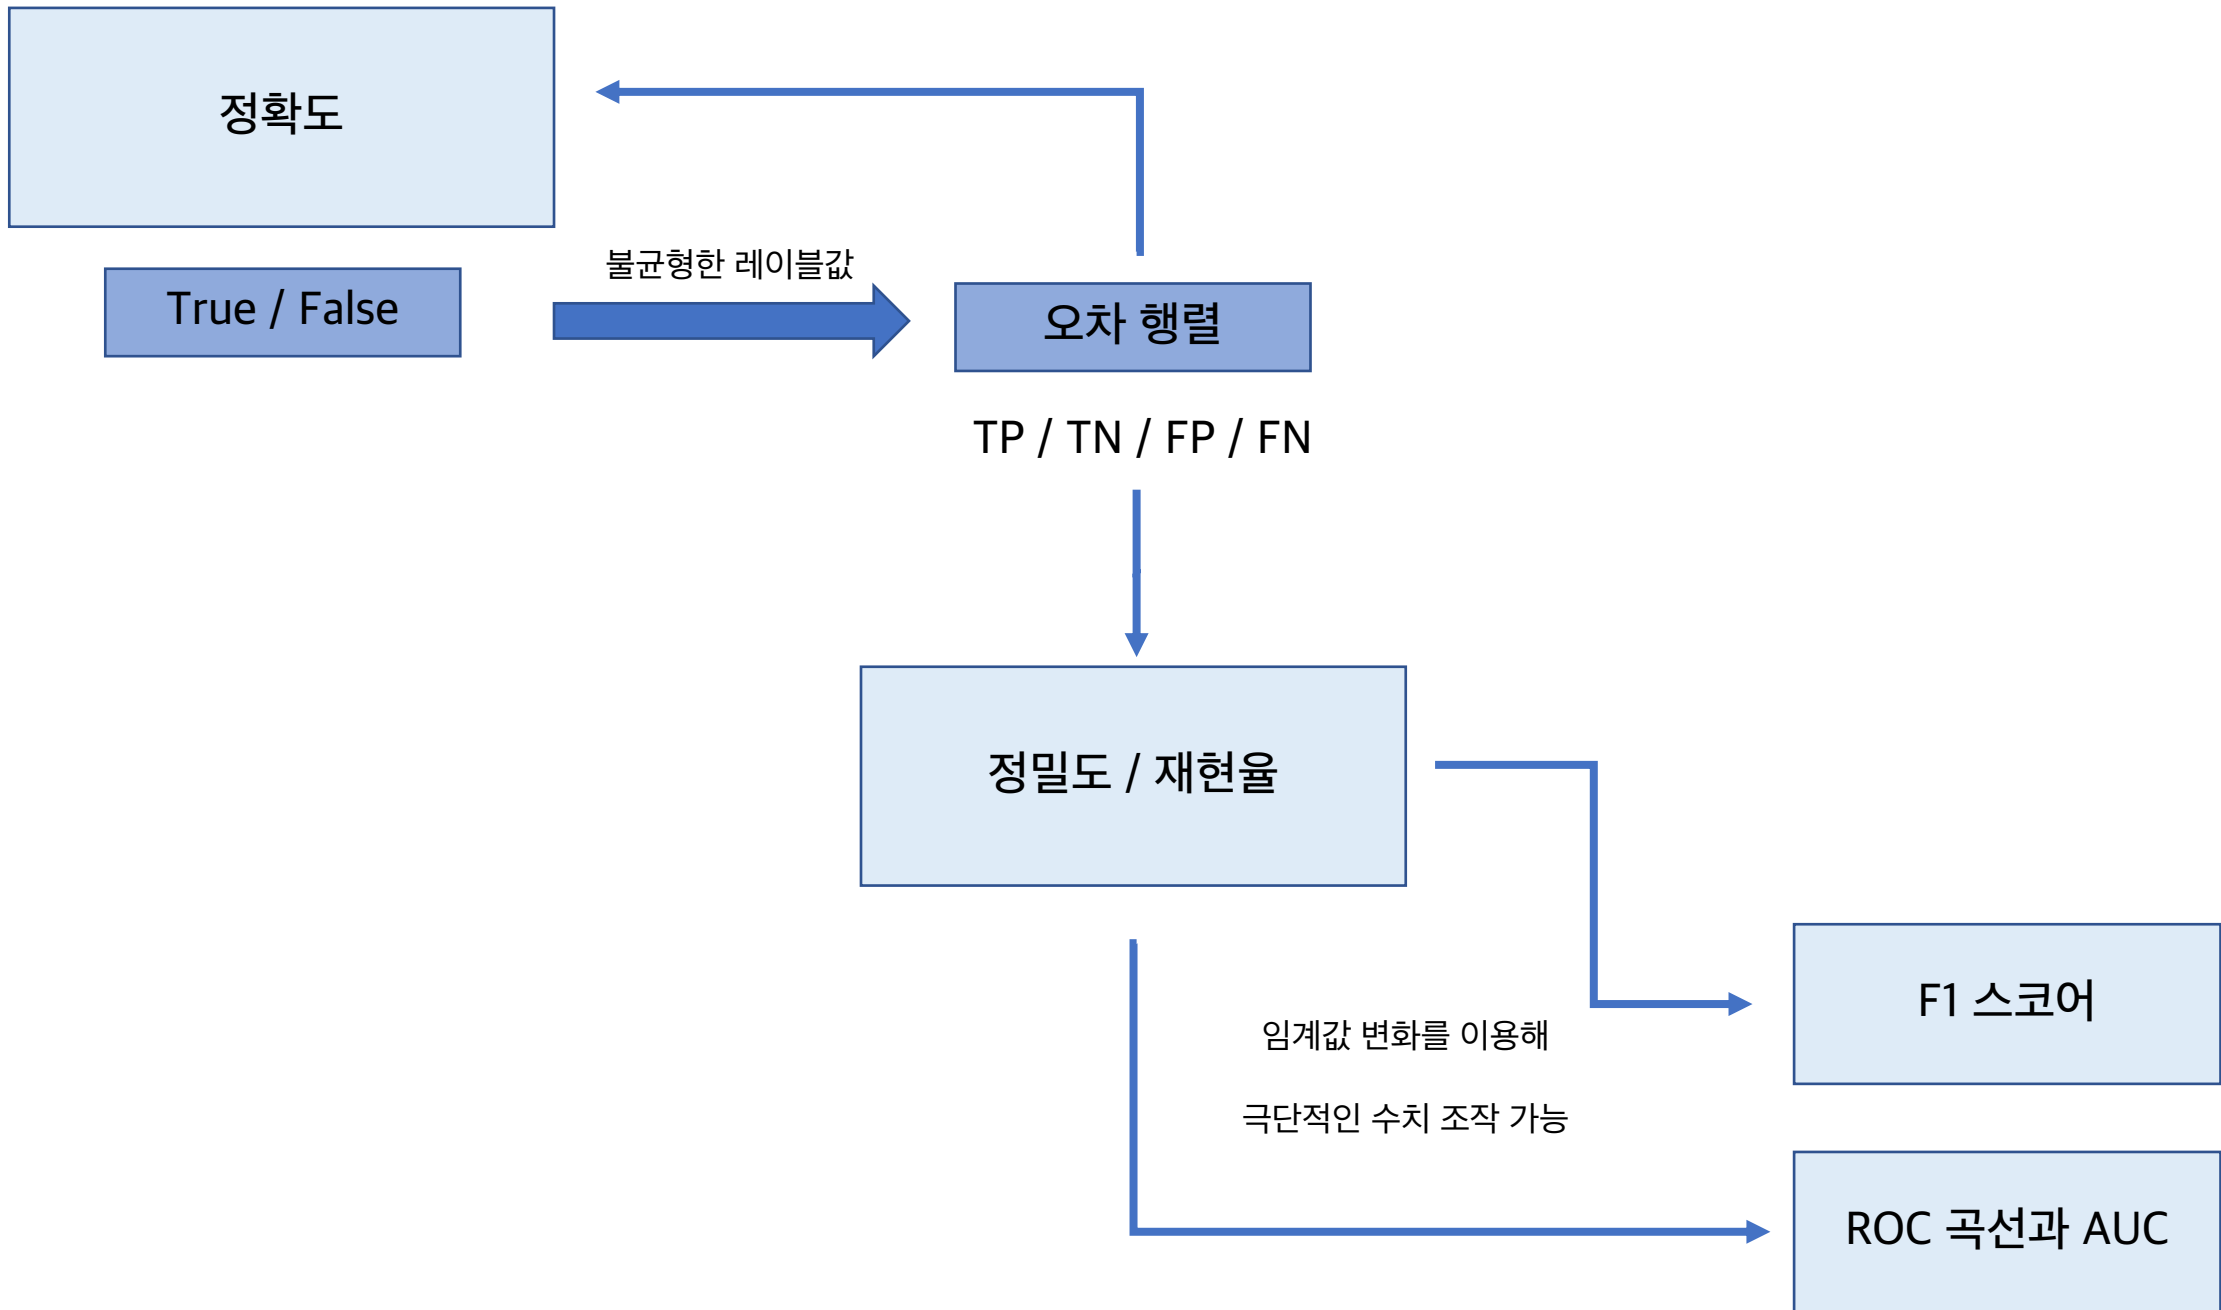 정확도
True / False
불균형한 레이블값
오차 행렬
TP / TN / FP / FN
정밀도 / 재현율
F1 스코어
임계값 변화를 이용해
극단적인 수치 조작 가능
ROC 곡선과 AUC